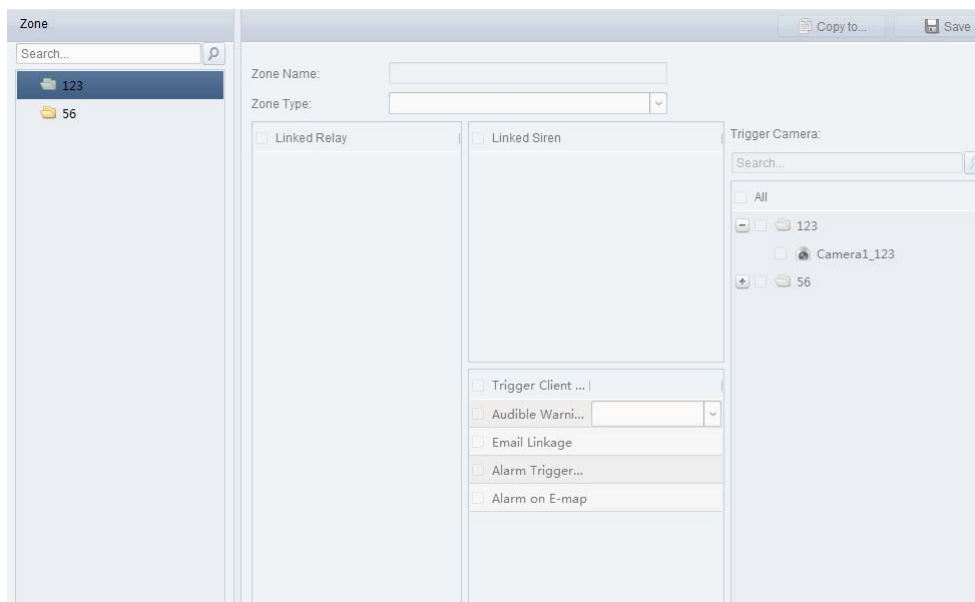 Zone
Copy to...
Save
Search...
123
56
Zone Name:
Zone Type:
Linked Relay
Linked Siren
Trigger Client ...
Audible Warni...
Email Linkage
Alarm Trigger...
Alarm on E-map
Trigger Camera:
Search...
All
123
Camera1_123
56